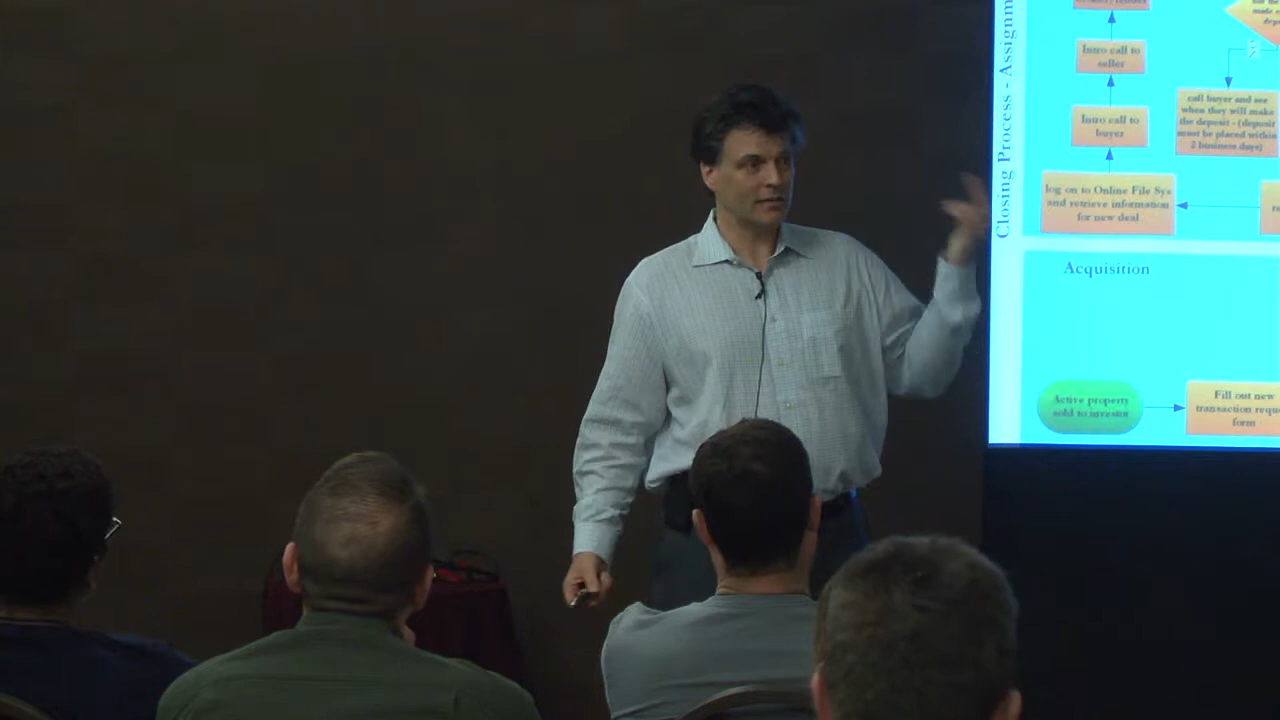 Closing Process - Assignm
Intro call to
seller
Intro call to
buyer
log on to Online File Sys
and retrieve information
for new deal
made
call buyer and see
when they will make
the deposit - (deposit
must be placed within
2 business days)
Acquisition
Active property
sold to investor
Fill out new
transaction requ
form